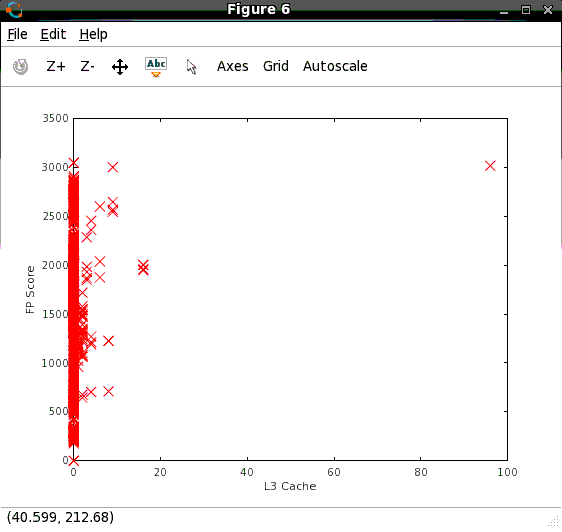 Figure 6
File Edit Help
Z+ Z- Abc Axes Grid Autoscale
3500
3000
2500
2000
1500
1000
500
0
FP Score
0 20 40 60 80 100
L3 Cache
(40.599, 212.68)